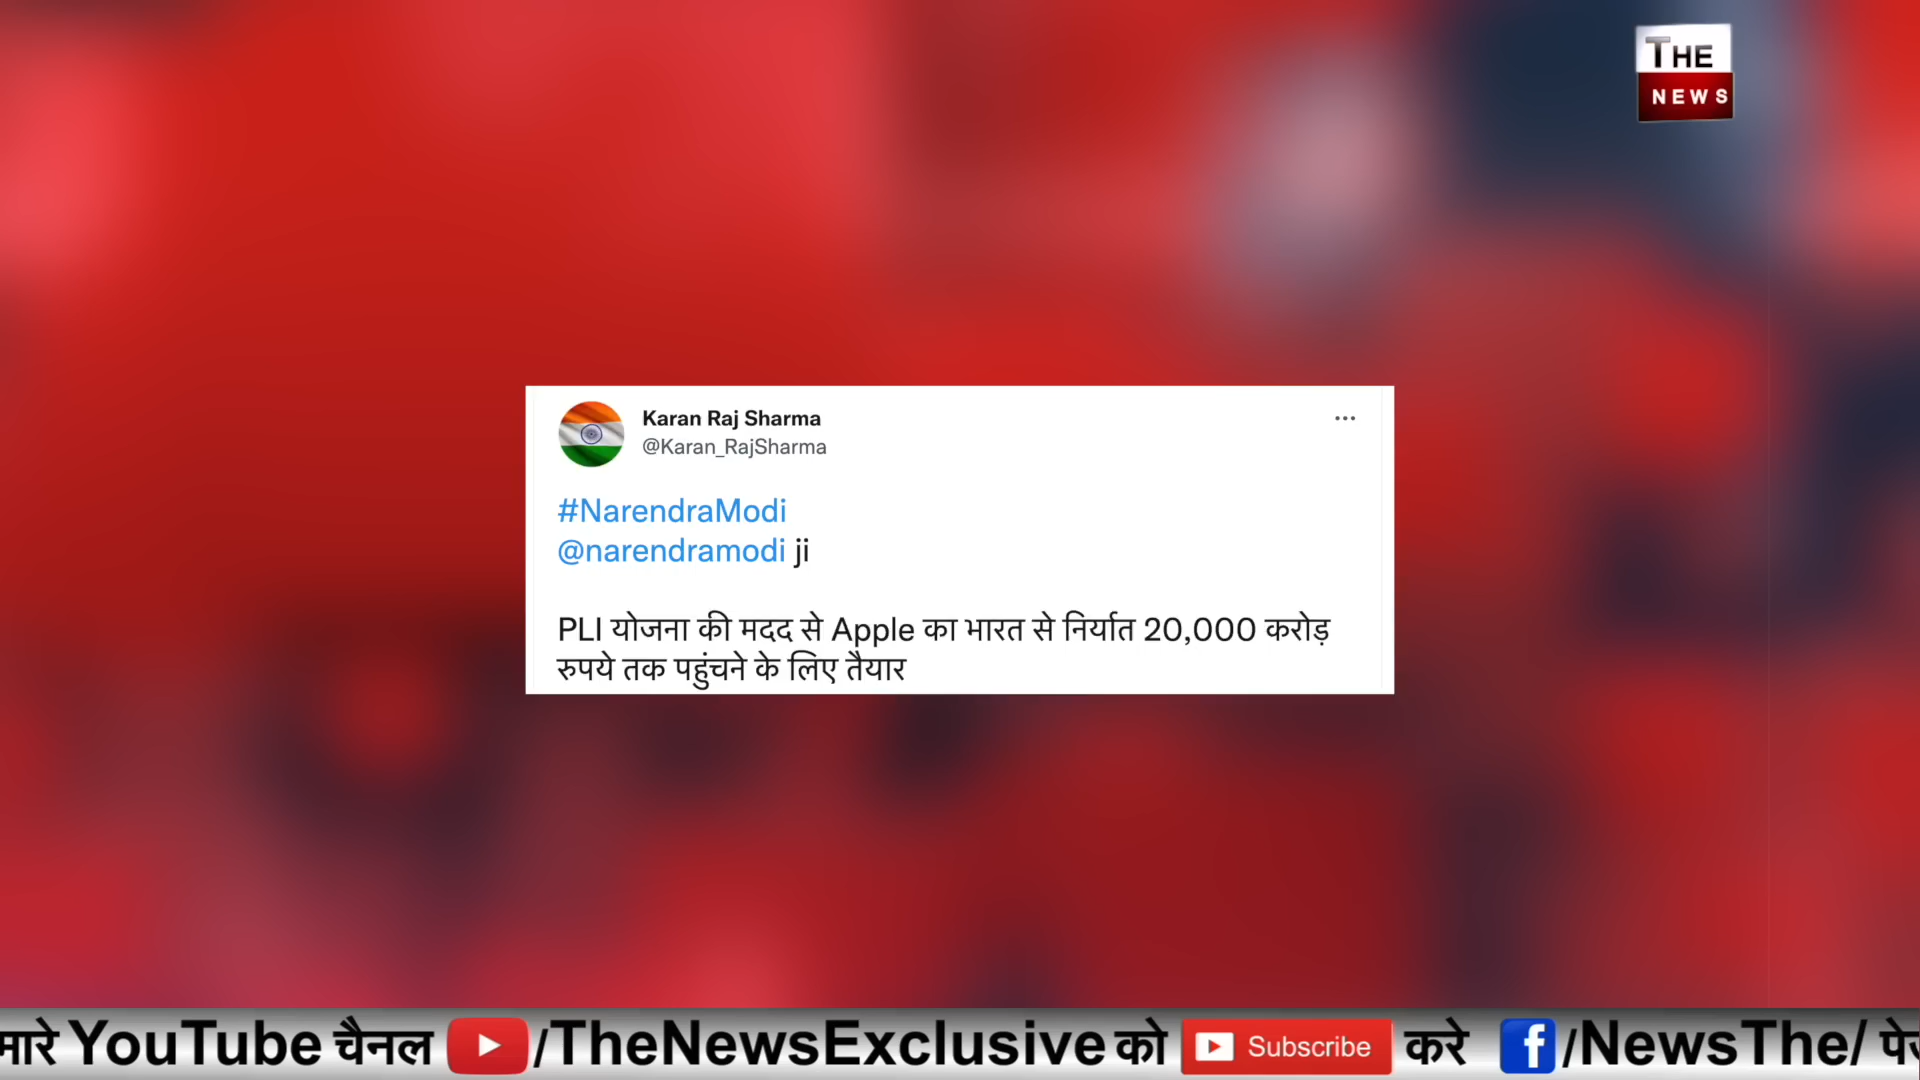 THE
NEWS
Karan Raj Sharma
@Karan_RajSharma
#NarendraModi
@narendramodi ji
PLI योजना की मदद से Apple का भारत से निर्यात 20,000 करोड़
रुपये तक पहुंचने के लिए तैयार
YouTube चैनल /TheNewsExclusive को Subscribe करे f /NewsThe/